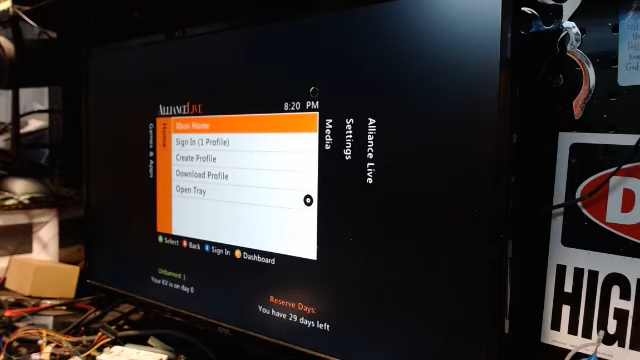 ALLIANCELIVE
8:20 PM
Games & Apps
Home
Xbox Home
Sign In (1 Profile)
Create Profile
Download Profile
Open Tray
Media
Settings
Alliance Live
Select
Back
Sign In
Dashboard
Unbanned :)
Your KV is on day 0
Reserve Days:
You have 29 days left
D
HIGH